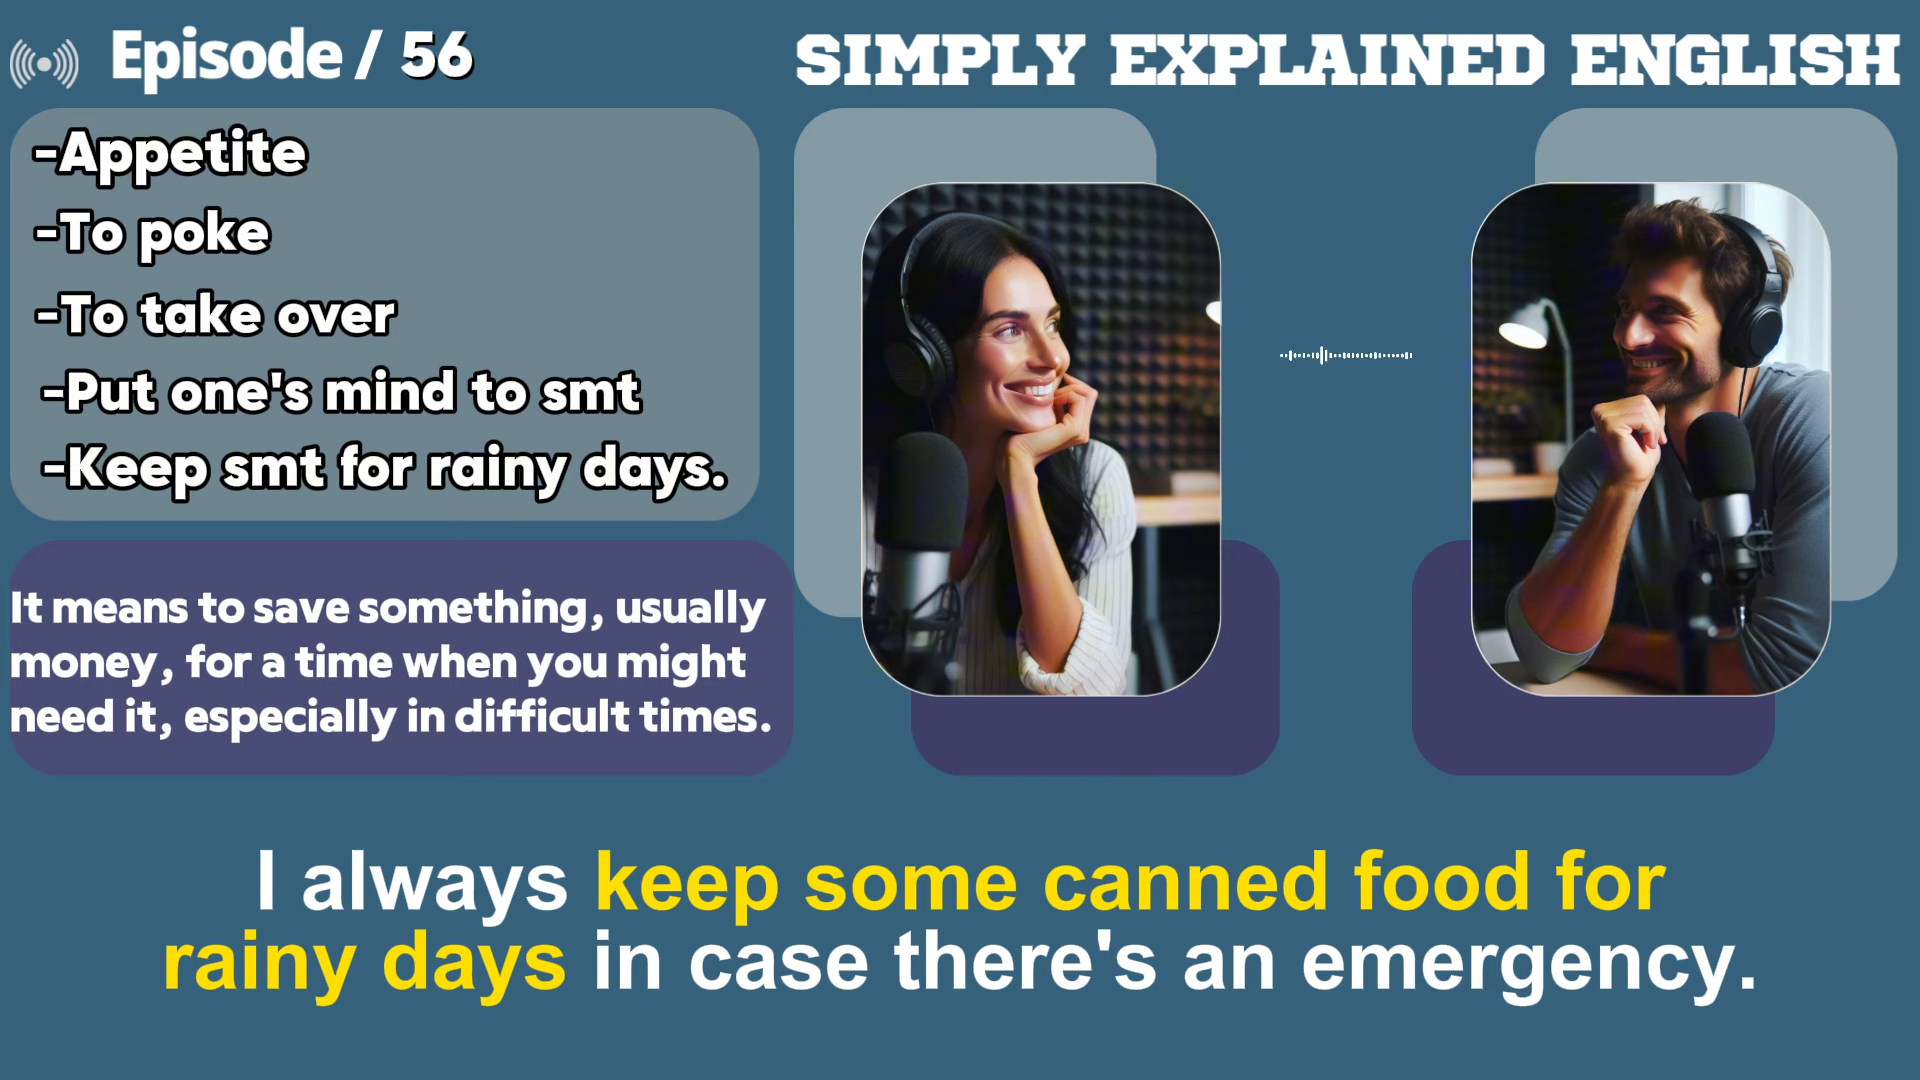 Episode / 56
SIMPLY EXPLAINED ENGLISH
-Appetite
-To poke
-To take over
-Put one's mind to smt
-Keep smt for rainy days.
It means to save something, usually
money, for a time when you might
need it, especially in difficult times.
I always keep some canned food for
rainy days in case there's an emergency.